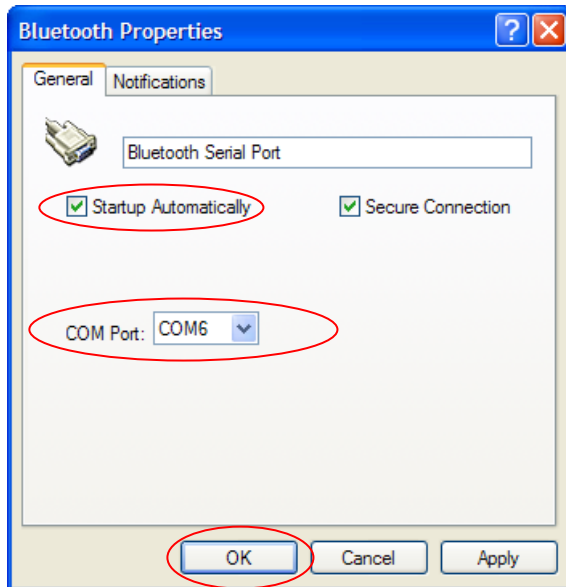 Bluetooth Properties
General Notifications
Bluetooth Serial Port
Startup Automatically Secure Connection
COM Port: COM6
OK Cancel Apply